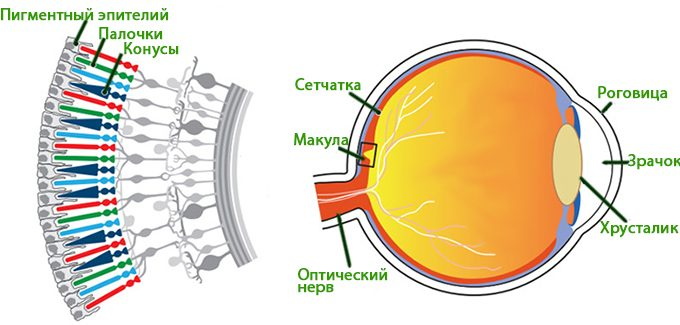 Пигментный эпителий
Палочки
Конусы
Сетчатка
Макула
Оптический
нерв
Роговица
Зрачок
Хрусталик